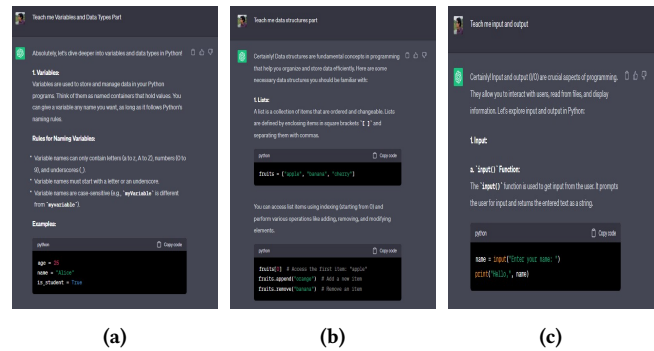 Teach me Variables and Data Types Part
Absolutely, let's dive deeper into variables and data types in Python!
1. Variables:
Variables are used to store and manage data in your Python
programs. Think of them as named containers that hold values. You
can give a variable any name you want, as long as it follows Python's
naming rules.
Rules for Naming Variables:
• Variable names can only contain letters (a to z, A to Z), numbers (0 to
9), and underscores (_).
• Variable names must start with a letter or an underscore.
• Variable names are case-sensitive (e.g., `myVariable` is different
from `myvariable`).
Examples:
python Copy code
age = 25
name = "Alice"
is_student = True
(a)
Teach me data structures part
Certainly! Data structures are fundamental concepts in programming
that help you organize and store data efficiently. Here are some
necessary data structures you should be familiar with:
1. Lists:
A list is a collection of items that are ordered and changeable. Lists
are defined by enclosing items in square brackets `[ ]` and
separating them with commas.
python Copy code
fruits = ["apple", "banana", "cherry"]
You can access list items using indexing (starting from 0) and
perform various operations like adding, removing, and modifying
elements.
python Copy code
fruits[0] # Access the first item: "apple"
fruits.append("orange") # Add a new item
fruits.remove("banana") # Remove an item
(b)
Teach me input and output
Certainly! Input and output (I/O) are crucial aspects of programming.
They allow you to interact with users, read from files, and display
information. Let's explore input and output in Python:
1. Input:
a. `input()` Function:
The `input()` function is used to get input from the user. It prompts
the user for input and returns the entered text as a string.
python Copy code
name = input("Enter your name: ")
print("Hello,", name)
(c)